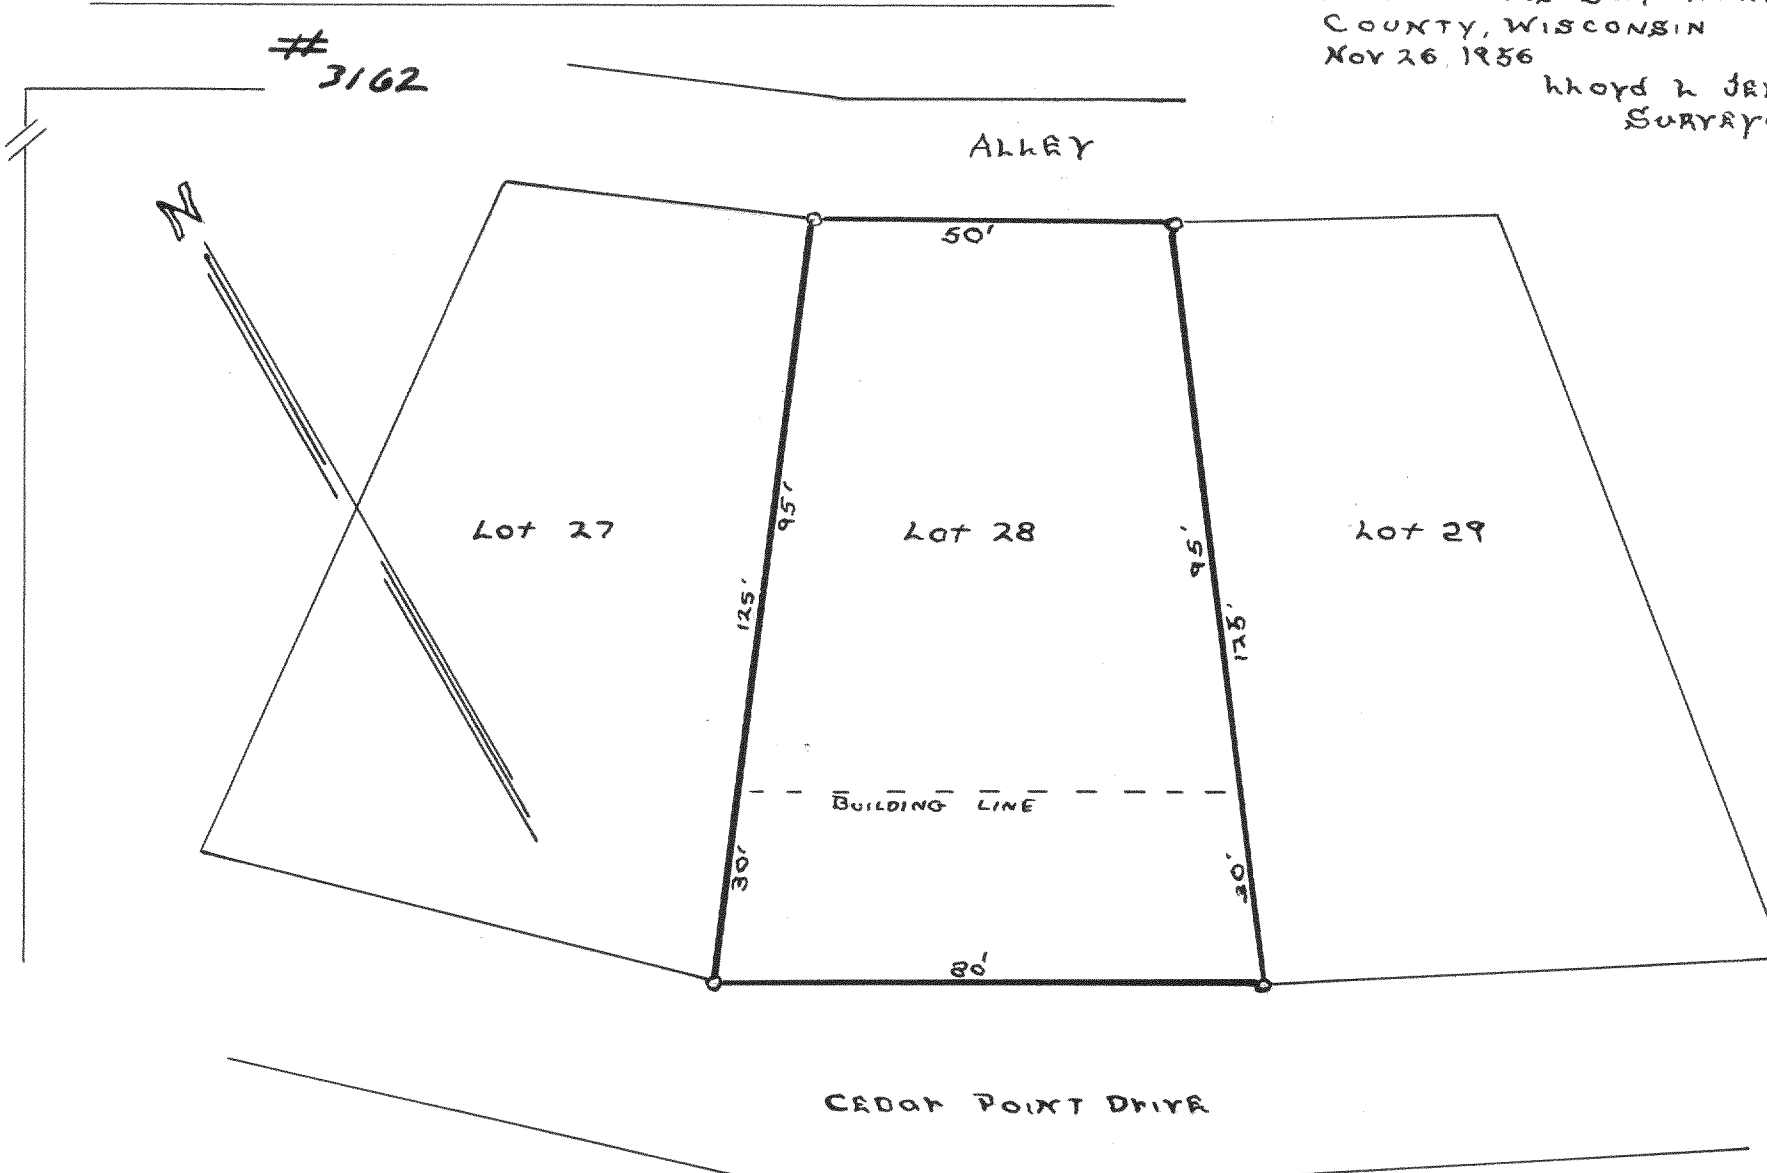 COUNTY, WISCONSIN
Nov 26, 1956
Lloyd L
#
3162
ALLEY
N
50'
95'
125'
Lot 27
Lot 28
Lot 29
95'
125'
BUILDING LINE
30'
30'
80'
CEDAR POINT DRIVE